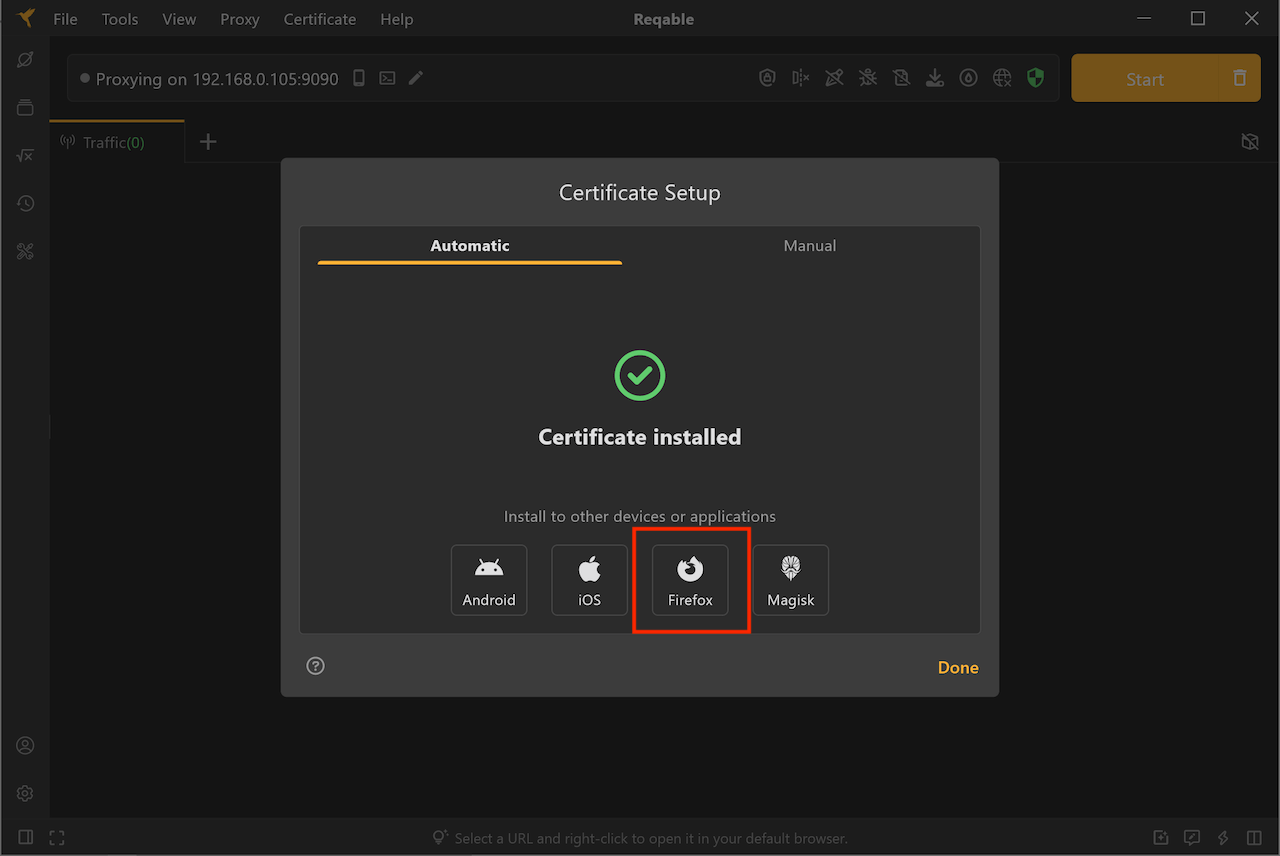 File Tools View Proxy Certificate Help Reqable
Proxying on 192.168.0.105:9090 Start
Traffic(0)
Certificate Setup
Automatic Manual
Certificate installed
Install to other devices or applications
Android iOS Firefox Magisk
Done
Select a URL and right-click to open it in your default browser.